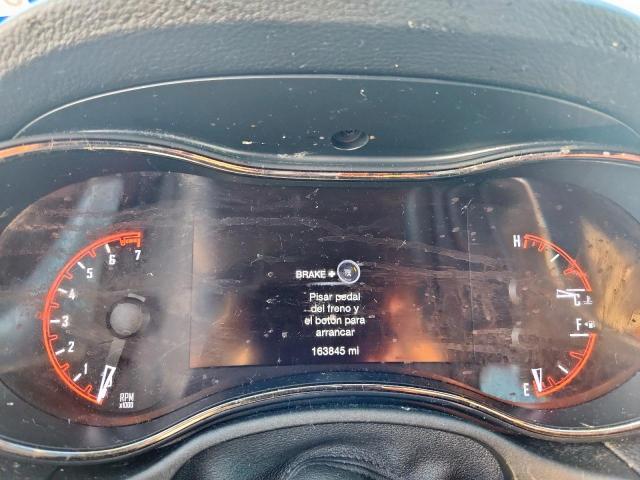 BRAKE +
Pisar pedal
del freno y
el botón para
arrancar
163845 mi
1
2
3
4
5
6
7
RPM
x1000
H
C
F
E